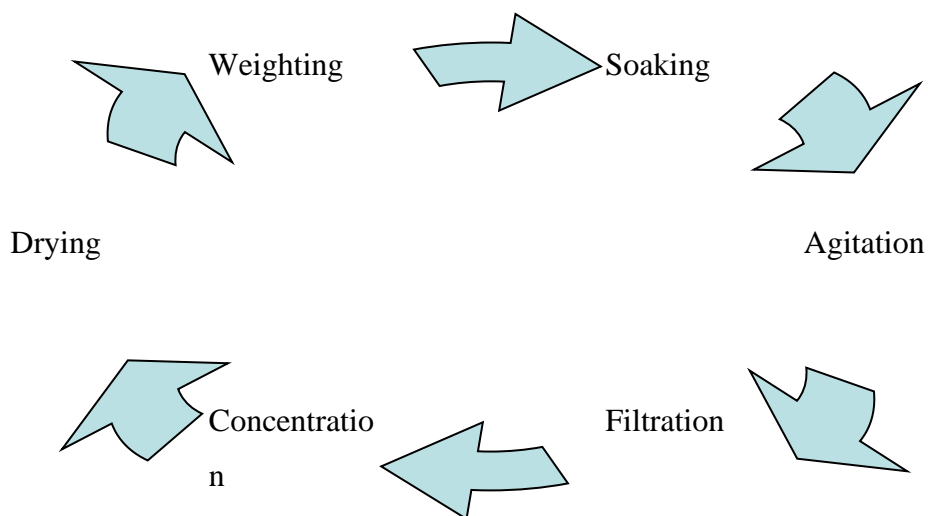 Weighting
Soaking
Agitation
Filtration
Concentratio
n
Drying